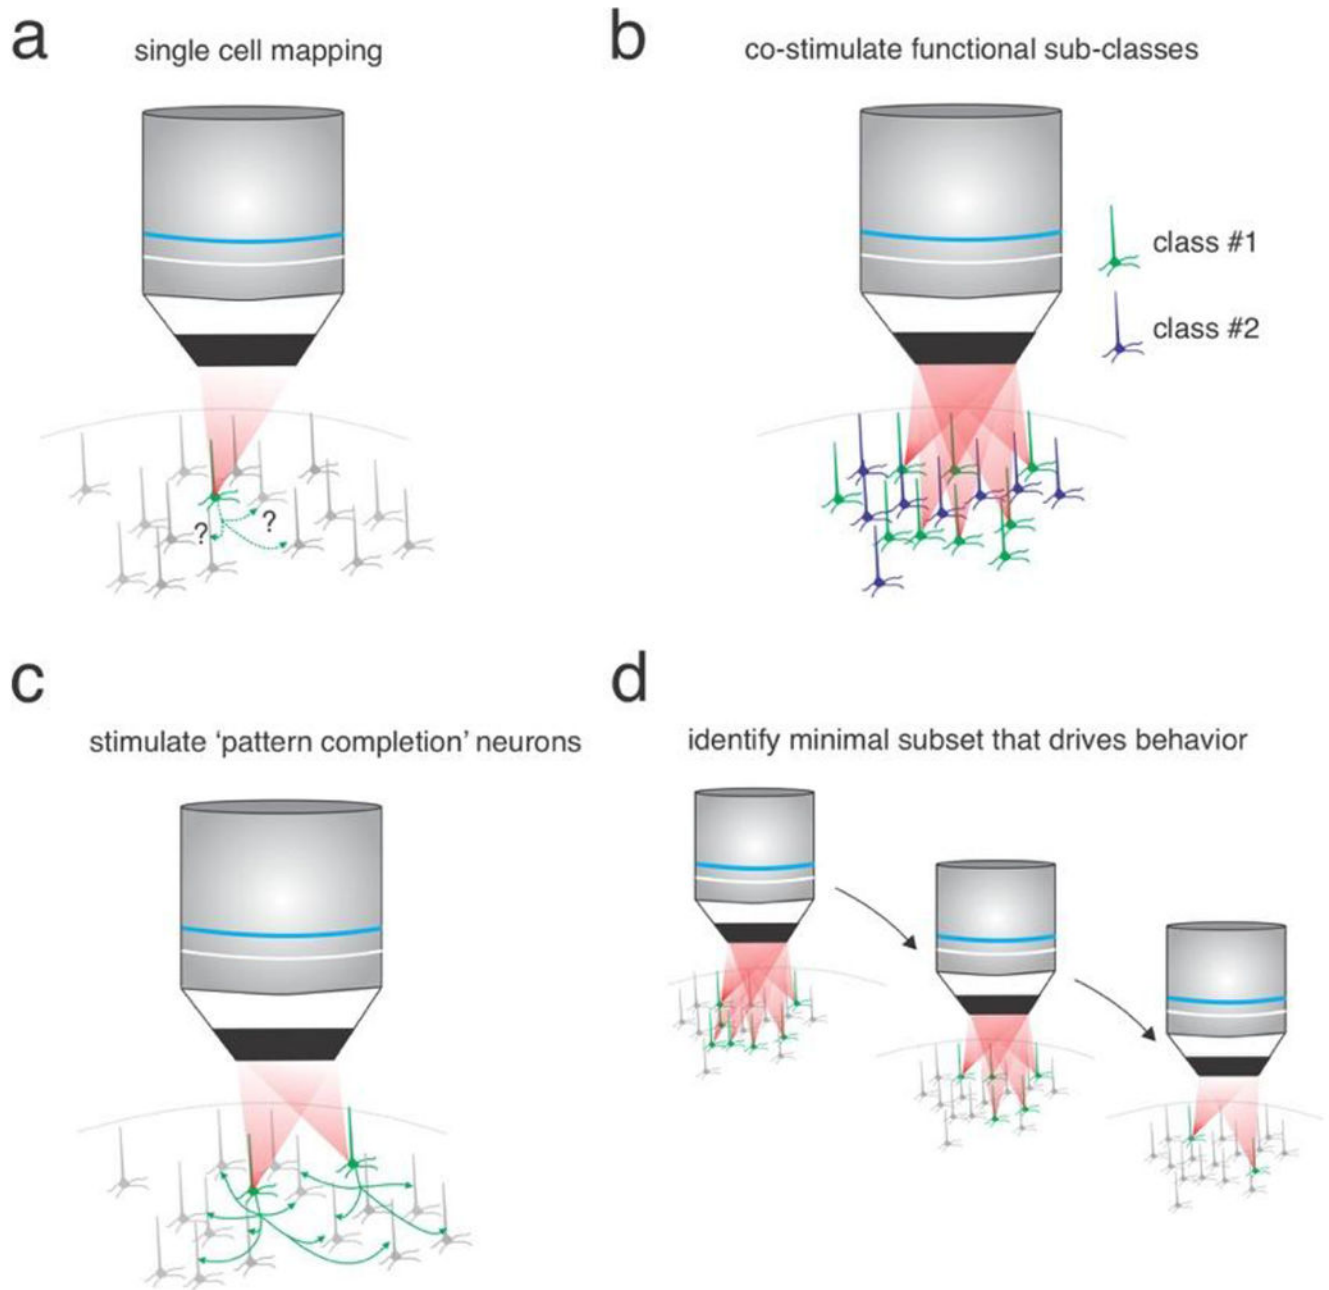 a
single cell mapping
?
?
b
co-stimulate functional sub-classes
class #1
class #2
c
stimulate ‘pattern completion’ neurons
d
identify minimal subset that drives behavior